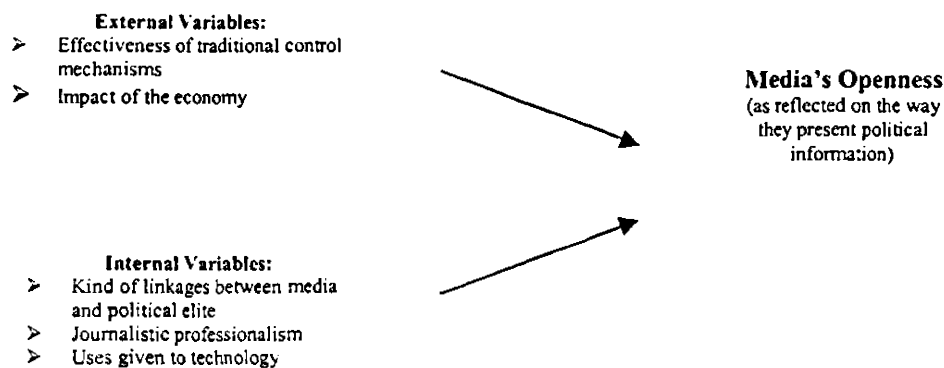 External Variables:
➢ Effectiveness of traditional control
mechanisms
➢ Impact of the economy
Media's Openness
(as reflected on the way
they present political
information)
Internal Variables:
➢ Kind of linkages between media
and political elite
➢ Journalistic professionalism
➢ Uses given to technology